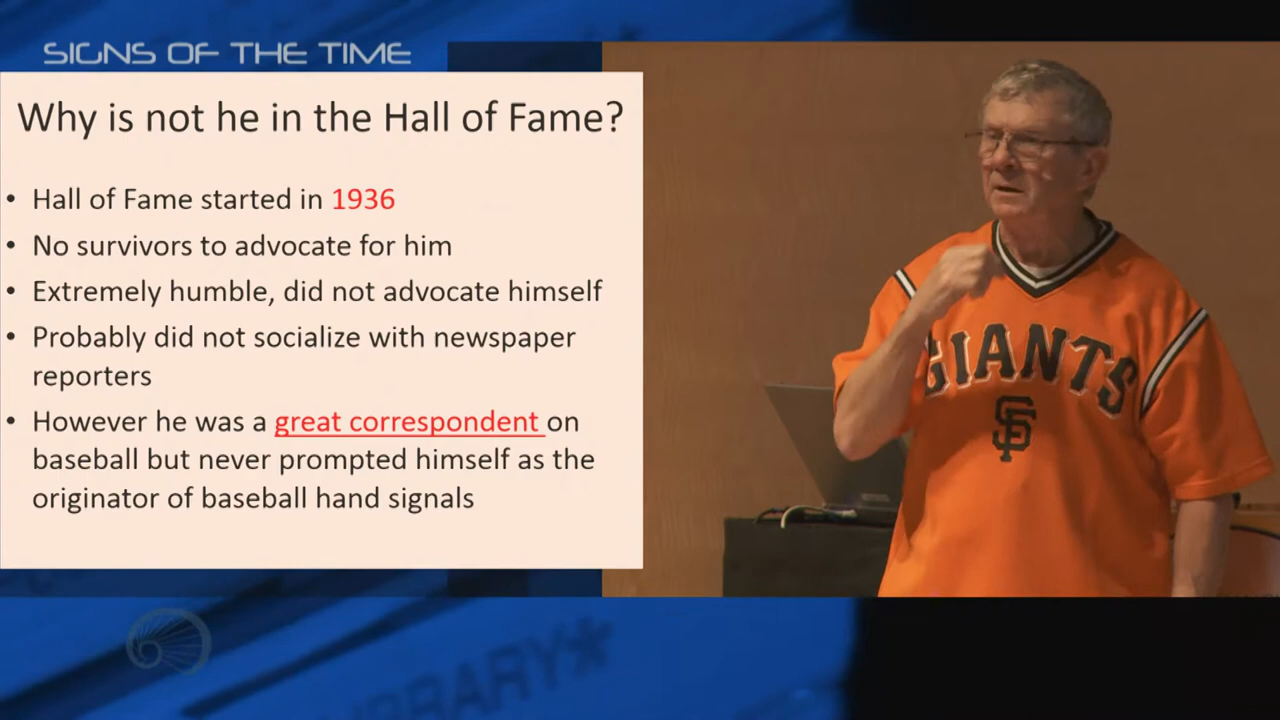 SIGNS OF THE TIME
Why is not he in the Hall of Fame?
• Hall of Fame started in 1936
• No survivors to advocate for him
• Extremely humble, did not advocate himself
• Probably did not socialize with newspaper
reporters
• However he was a great correspondent on
baseball but never prompted himself as the
originator of baseball hand signals
GIANTS
SF
LIBRARY*